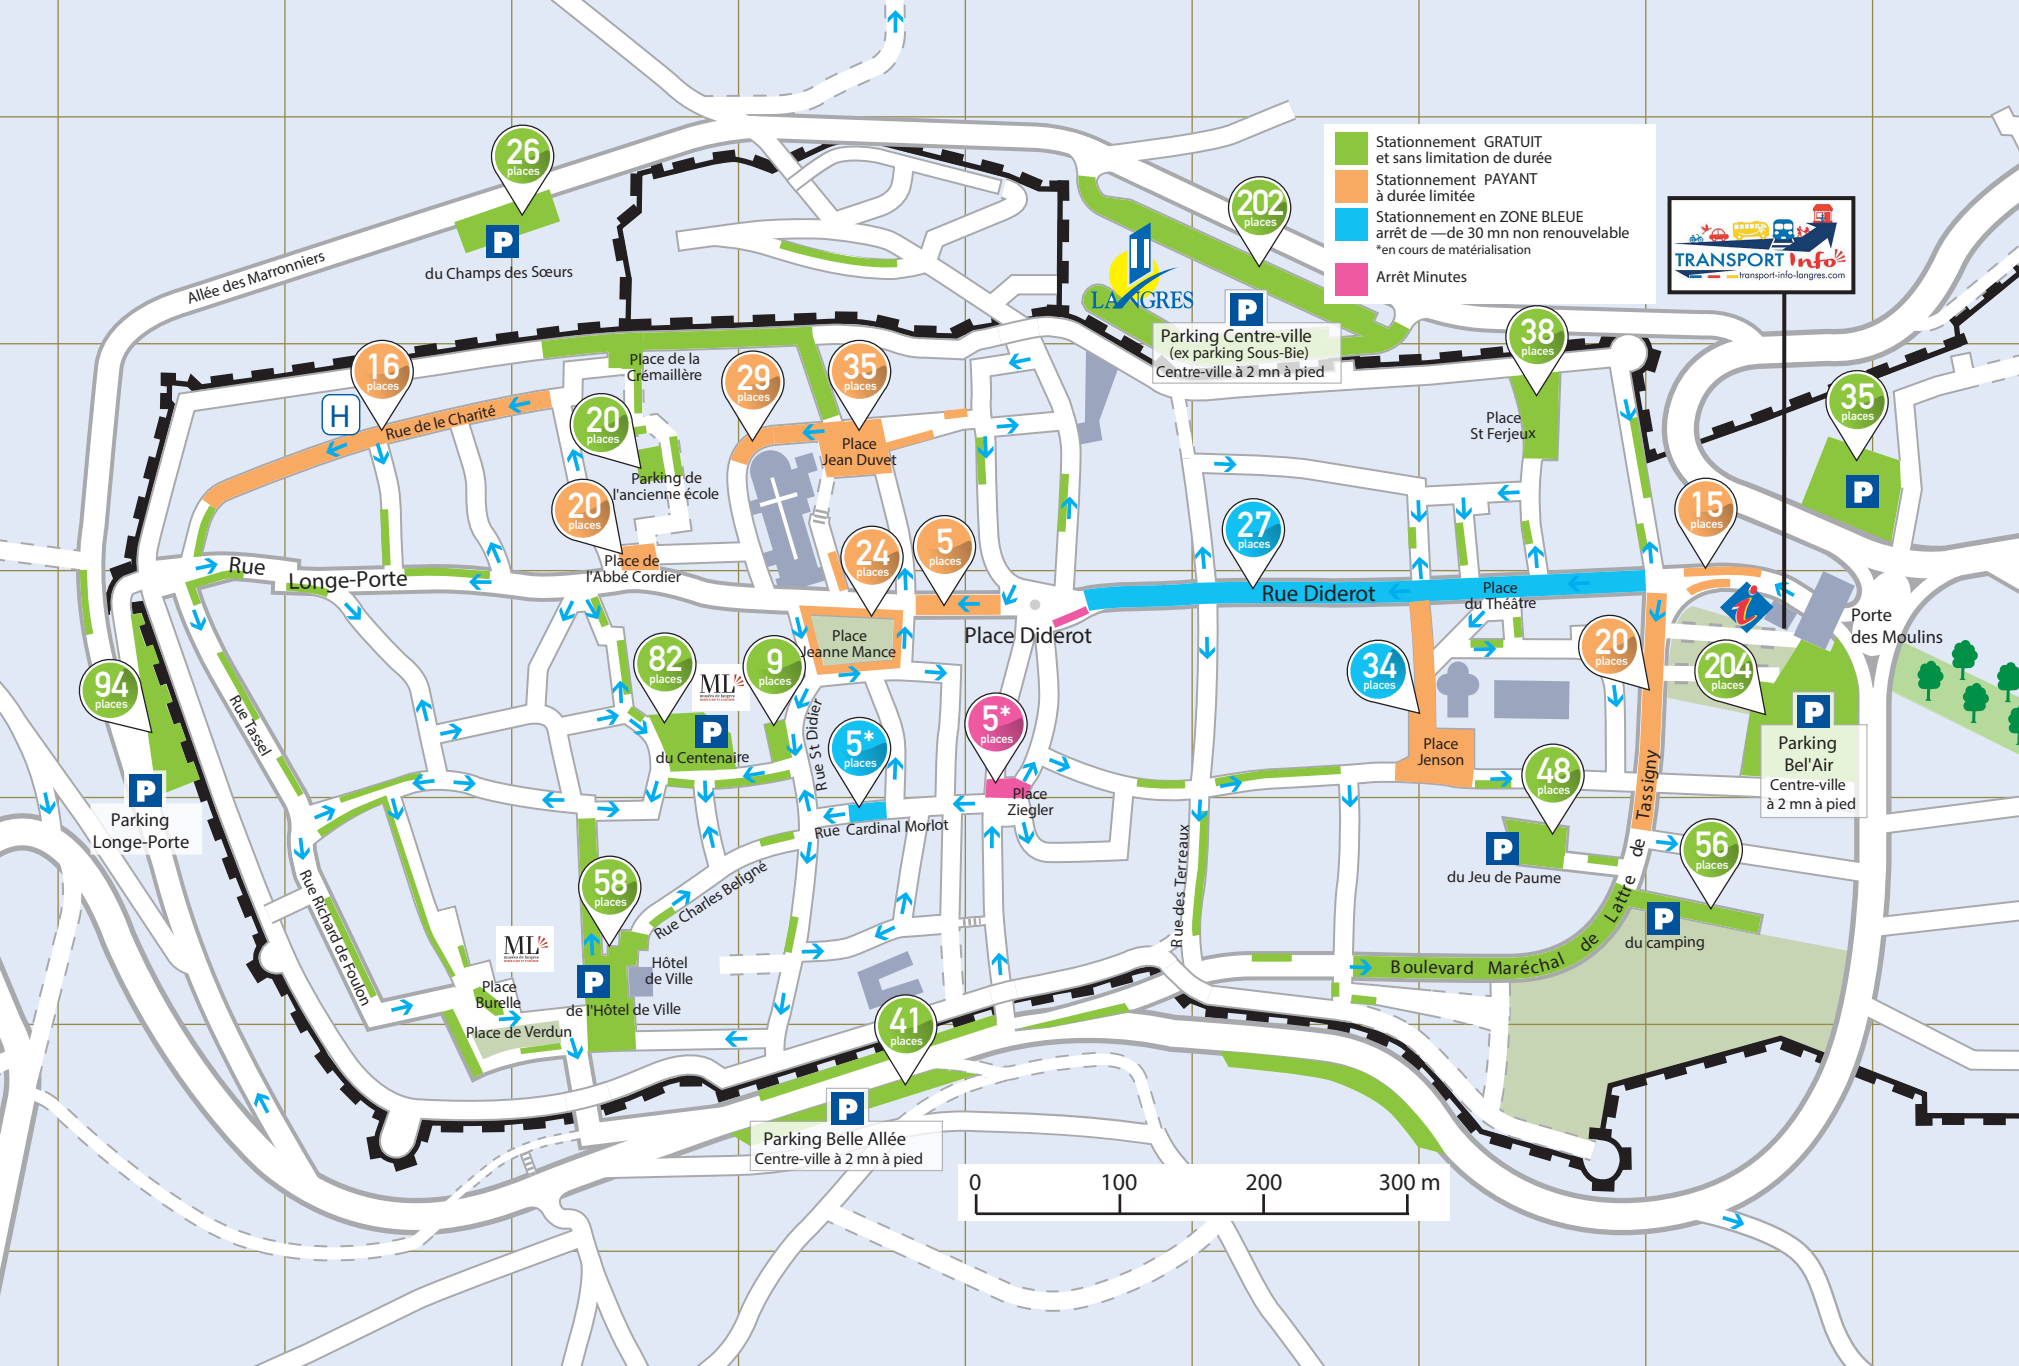 26
places
P
du Champs des Sœurs
Allée des Marronniers
202
places
Stationnement GRATUIT
et sans limitation de durée
Stationnement PAYANT
à durée limitée
Stationnement en ZONE BLEUE
arrêt de —de 30 mn non renouvelable
*en cours de matérialisation
Arrêt Minutes
TRANSPORT Info
transport-info-langres.com
LANGRES
P
Parking Centre-ville
(ex parking Sous-Bie)
Centre-ville à 2 mn à pied
38
places
Place
St Ferjeux
35
places
P
16
places
H
Rue de le Charité
Place de la
Crémaillère
20
places
Parking de
l'ancienne école
29
places
35
places
Place
Jean Duvet
20
places
Place de
l'Abbé Cordier
24
places
5
places
27
places
15
places
Rue Longe-Porte
Rue Diderot
Place
du Théâtre
i
Porte
des Moulins
Place Diderot
Place
Jeanne Mance
94
places
P
Parking
Longe-Porte
Rue Tassel
82
places
ML
9
places
P
du Centenaire
Rue St Didier
5*
places
5*
places
Place
Ziegler
Rue Cardinal Morlot
34
places
Place
Jenson
20
places
204
places
P
Parking
Bel'Air
Centre-ville
à 2 mn à pied
48
places
P
du Jeu de Paume
56
places
P
du camping
Boulevard Maréchal de Lattre de Tassigny
Rue des Terreaux
58
places
Rue Charles Beligné
Rue Richard de Foulon
ML
Place
Burelle
Place de Verdun
P
de l'Hôtel de Ville
Hôtel
de Ville
41
places
P
Parking Belle Allée
Centre-ville à 2 mn à pied
0 100 200 300 m